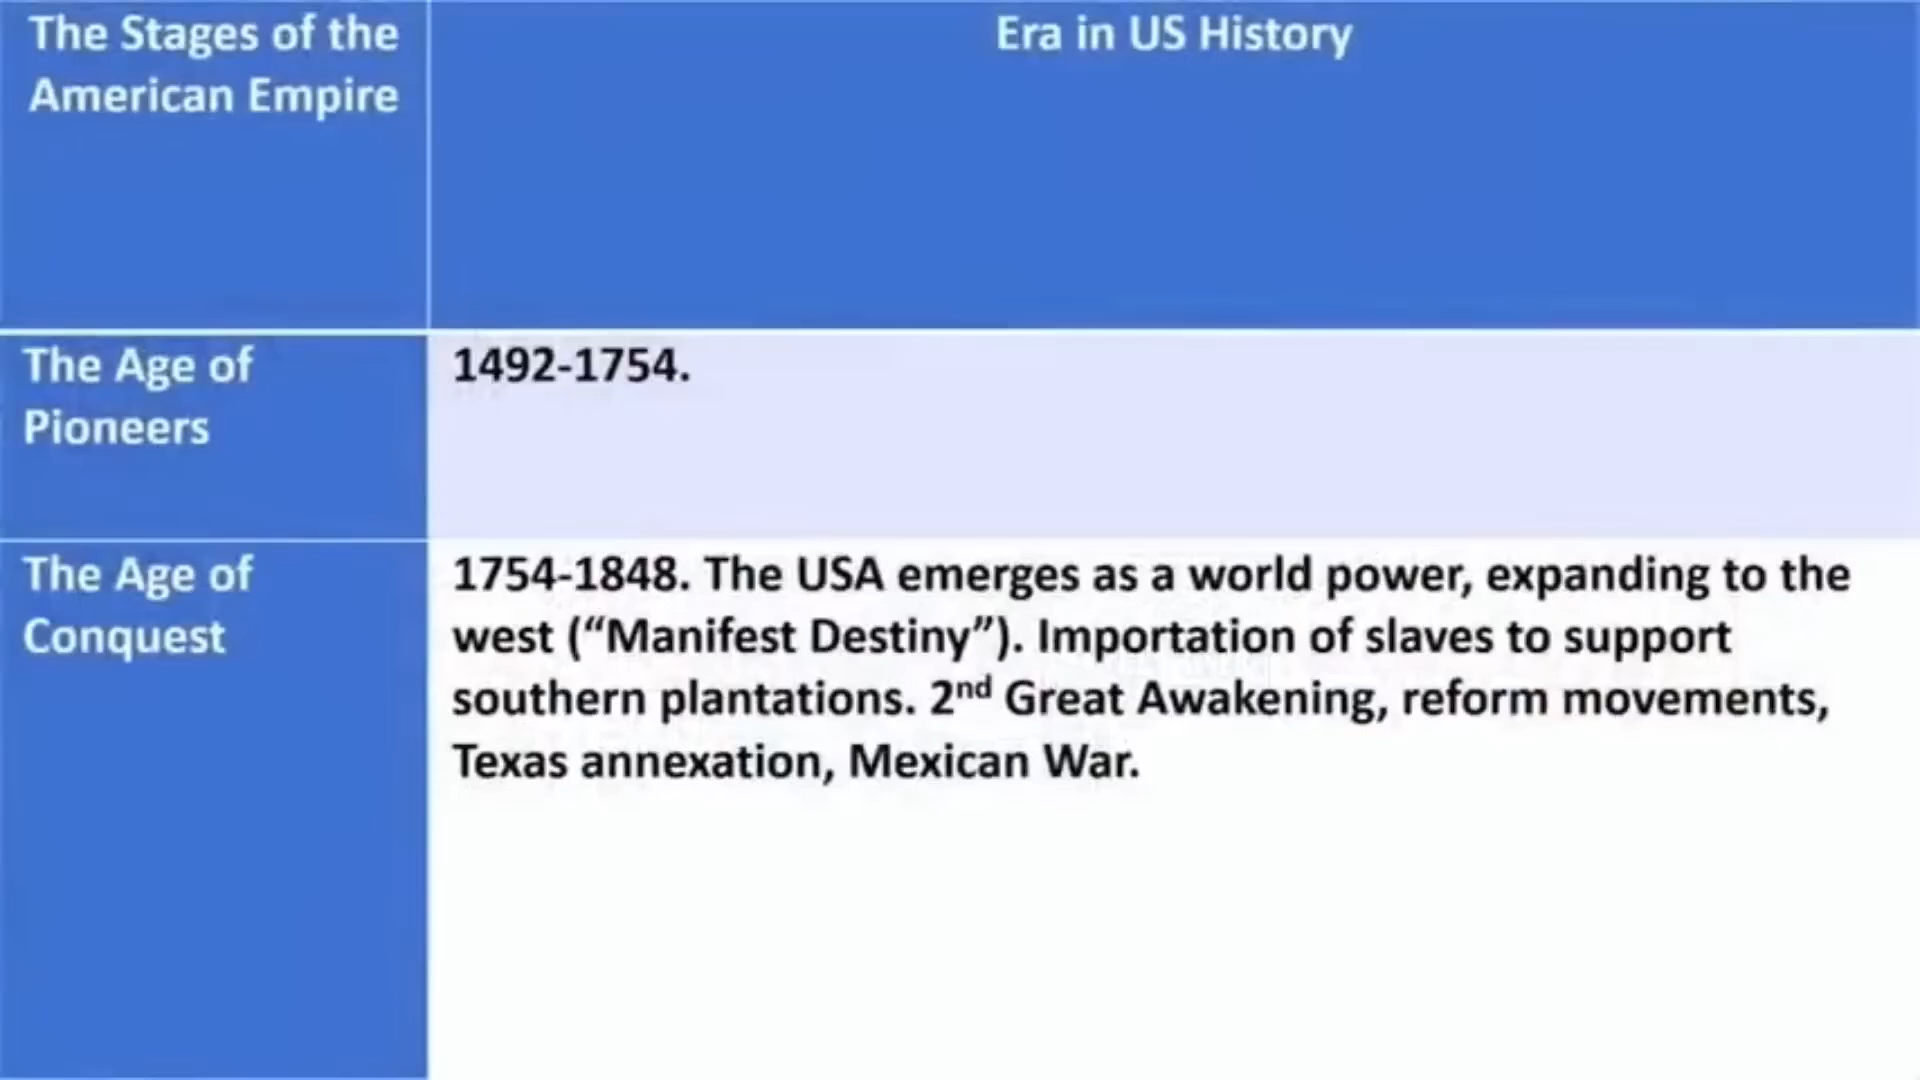 The Stages of the
American Empire
Era in US History
The Age of
Pioneers
1492-1754.
The Age of
Conquest
1754-1848. The USA emerges as a world power, expanding to the
west (“Manifest Destiny”). Importation of slaves to support
southern plantations. 2nd Great Awakening, reform movements,
Texas annexation, Mexican War.